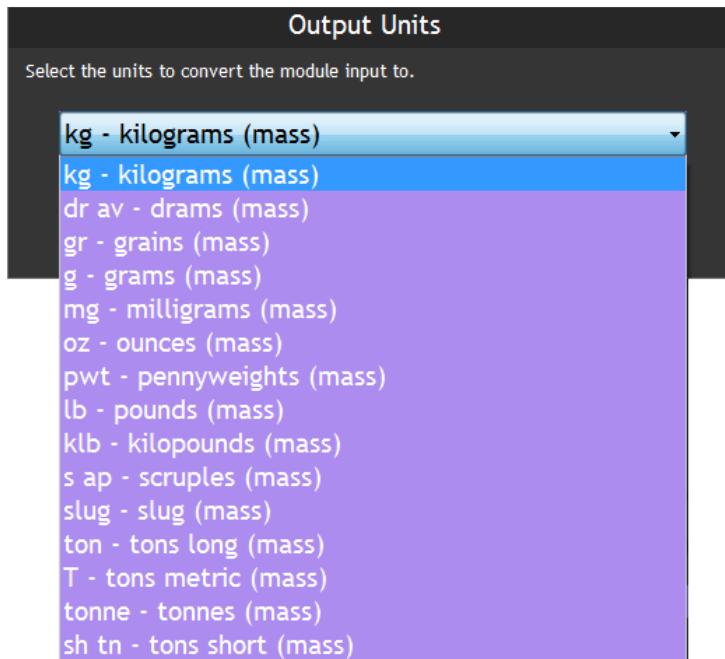 Output Units
Select the units to convert the module input to.
kg - kilograms (mass)
kg - kilograms (mass)
dr av - drams (mass)
gr - grains (mass)
g - grams (mass)
mg - milligrams (mass)
oz - ounces (mass)
pwt - pennyweights (mass)
lb - pounds (mass)
klb - kilopounds (mass)
s ap - scruples (mass)
slug - slug (mass)
ton - tons long (mass)
T - tons metric (mass)
tonne - tonnes (mass)
sh tn - tons short (mass)